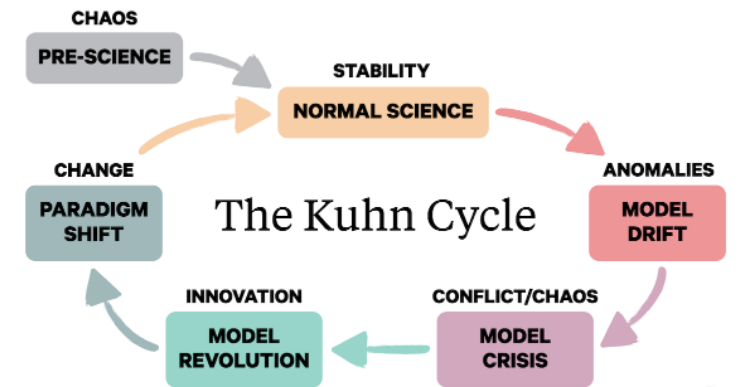 CHAOS
PRE-SCIENCE
STABILITY
NORMAL SCIENCE
CHANGE
PARADIGM
SHIFT
The Kuhn Cycle
ANOMALIES
MODEL
DRIFT
INNOVATION
MODEL
REVOLUTION
CONFLICT/CHAOS
MODEL
CRISIS